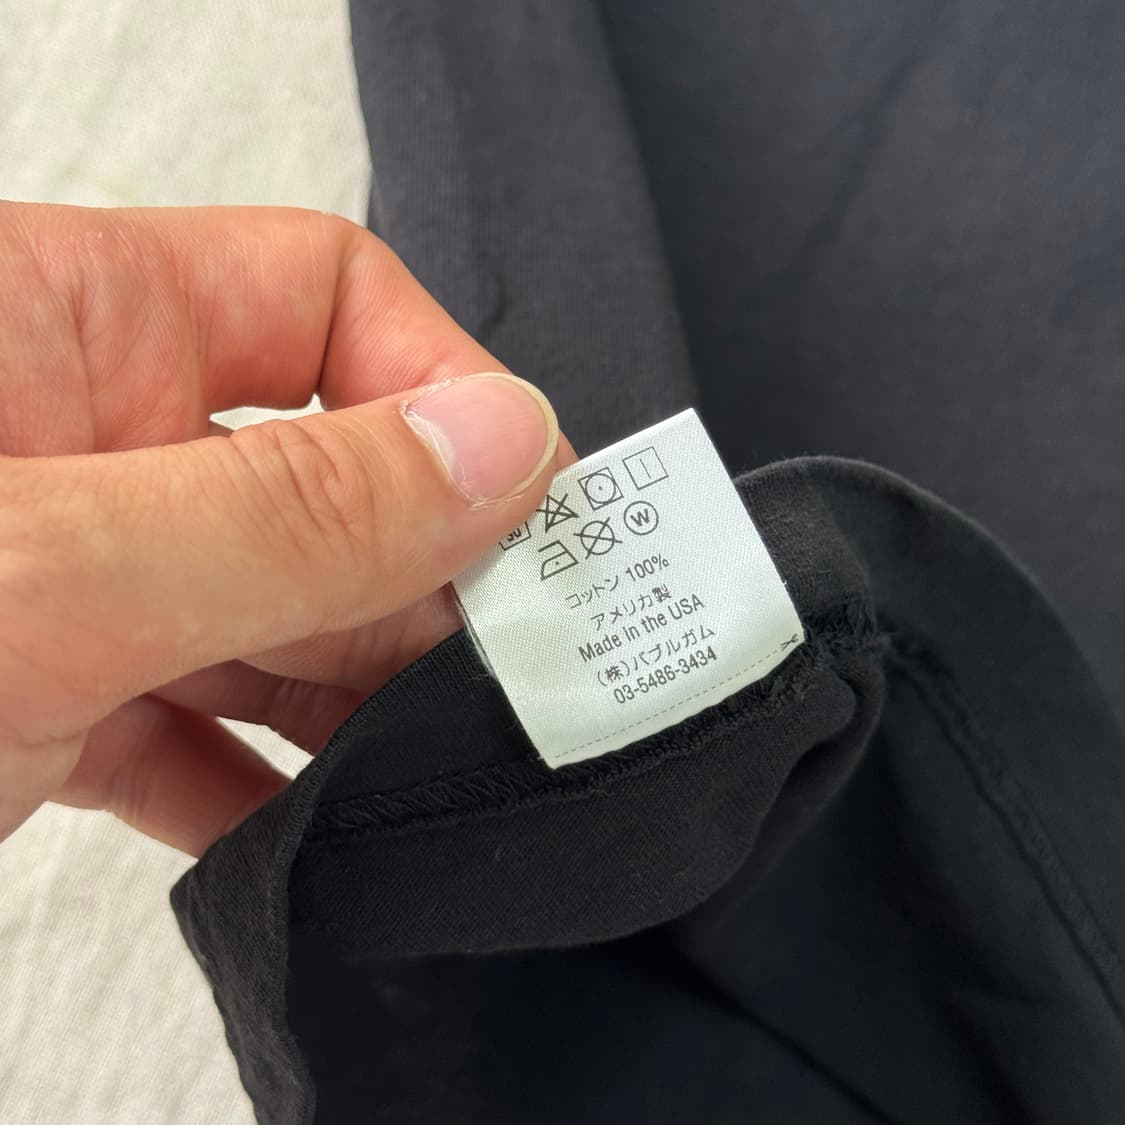 30
W
コットン 100%
アメリカ製
Made in the USA
(株)バブルガム
03-5486-3434